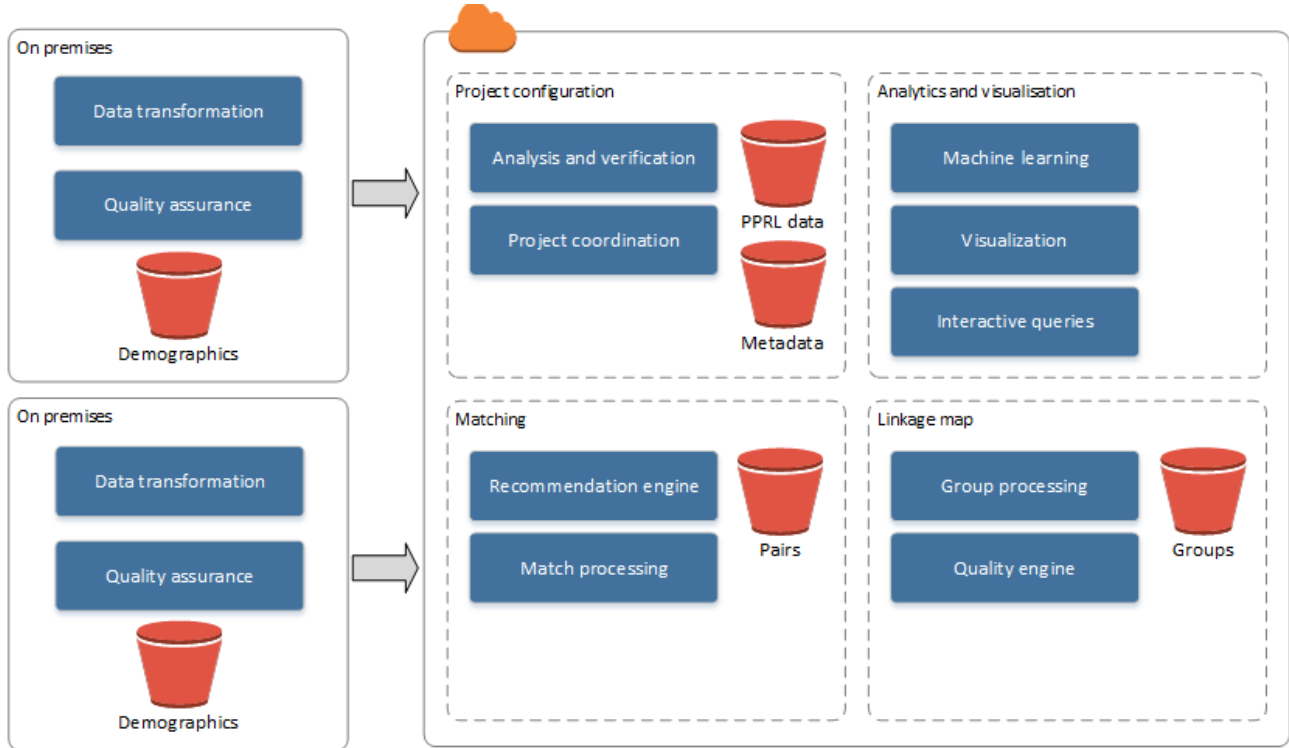 On premises
Data transformation
Quality assurance
Demographics
On premises
Data transformation
Quality assurance
Demographics
Project configuration
Analysis and verification
Project coordination
PPRL data
Metadata
Analytics and visualisation
Machine learning
Visualization
Interactive queries
Matching
Recommendation engine
Match processing
Pairs
Linkage map
Group processing
Quality engine
Groups